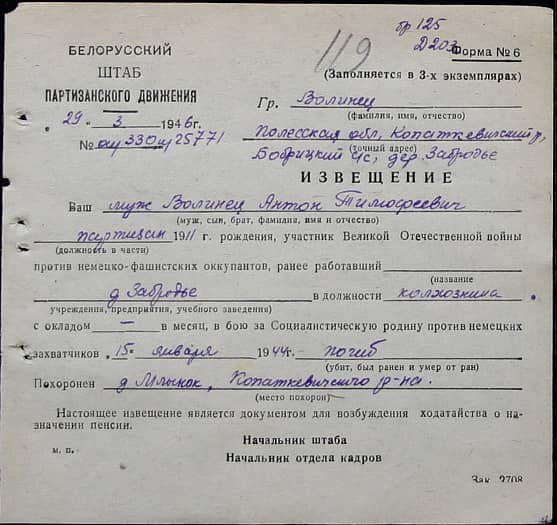 бр 125
Д203
119
БЕЛОРУССКИЙ
ШТАБ
ПАРТИЗАНСКОГО ДВИЖЕНИЯ
„ 29 " 3 1946 г.
№ 25771
Форма № 6
(Заполняется в 3-х экземплярах)
Гр. Волинец
(фамилия, имя, отчество)
Полесская обл, Копаткевичский р,
(точный адрес)
Бобрицкий с/с, дер. Забродье
ИЗВЕЩЕНИЕ
Ваш муж Волинец Антон Тимофеевич
(муж, сын, брат, фамилия, имя и отчество)
партизан 1911 г. рождения, участник Великой Отечественной войны
(должность в части)
против немецко-фашистских оккупантов, ранее работавший
(название
д Забродье в должности колхозника.
учреждения, предприятия, учебного заведения)
с окладом — в месяц, в бою за Социалистическую родину против немецких
захватчиков „15" января 1944 г. погиб
(убит, был ранен и умер от ран)
Похоронен д Млынок, Копаткевичского р-на.
(место похорон)
Настоящее извещение является документом для возбуждения ходатайства о на-
значении пенсии.
Начальник штаба
м. п.
Начальник отдела кадров
Зак. 2708